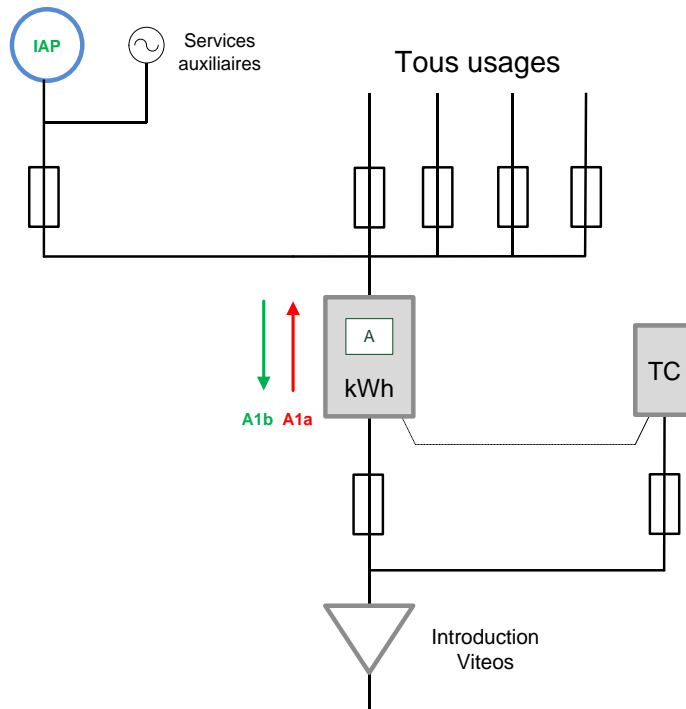 IAP
Services
auxiliaires
Tous usages
A
kWh
TC
A1b A1a
Introduction
Viteos